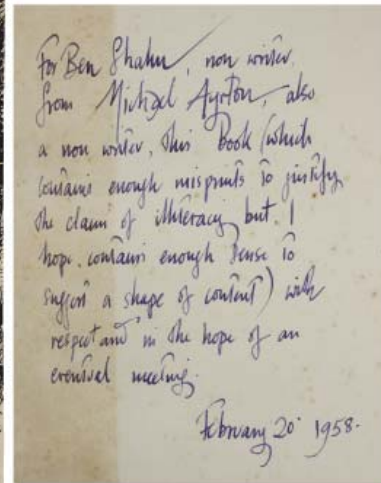 For Ben Shahn, non writer.
from Michael Ayrton, also
a non writer, this book (which
contains enough misprints to justify
the claim of illiteracy but, I
hope, contains enough sense to
suggest a shape of content) with
respect and in the hope of an
eventual meeting.
February 20 1958.